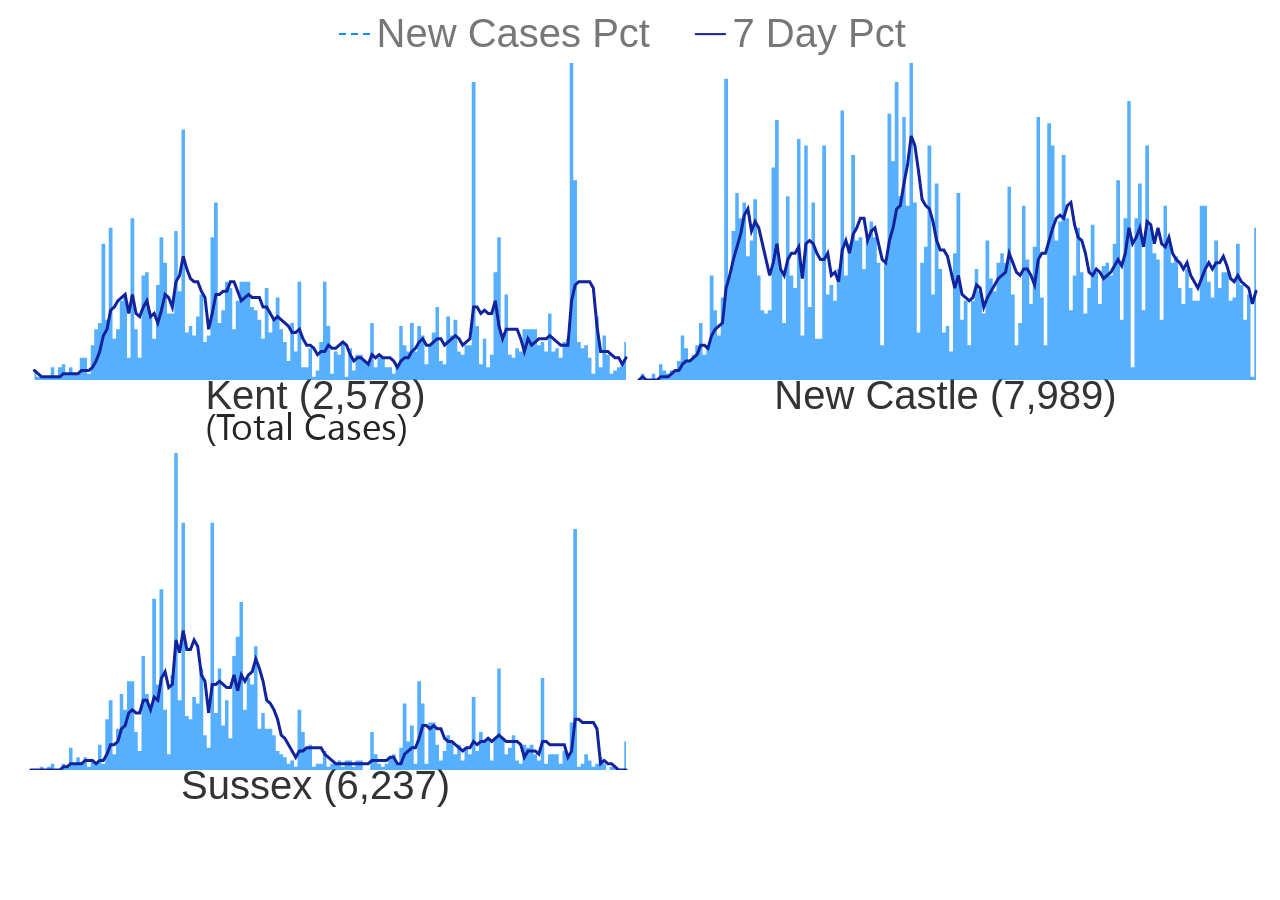 New Cases Pct 7 Day Pct
Kent (2,578)
(Total Cases)
New Castle (7,989)
Sussex (6,237)